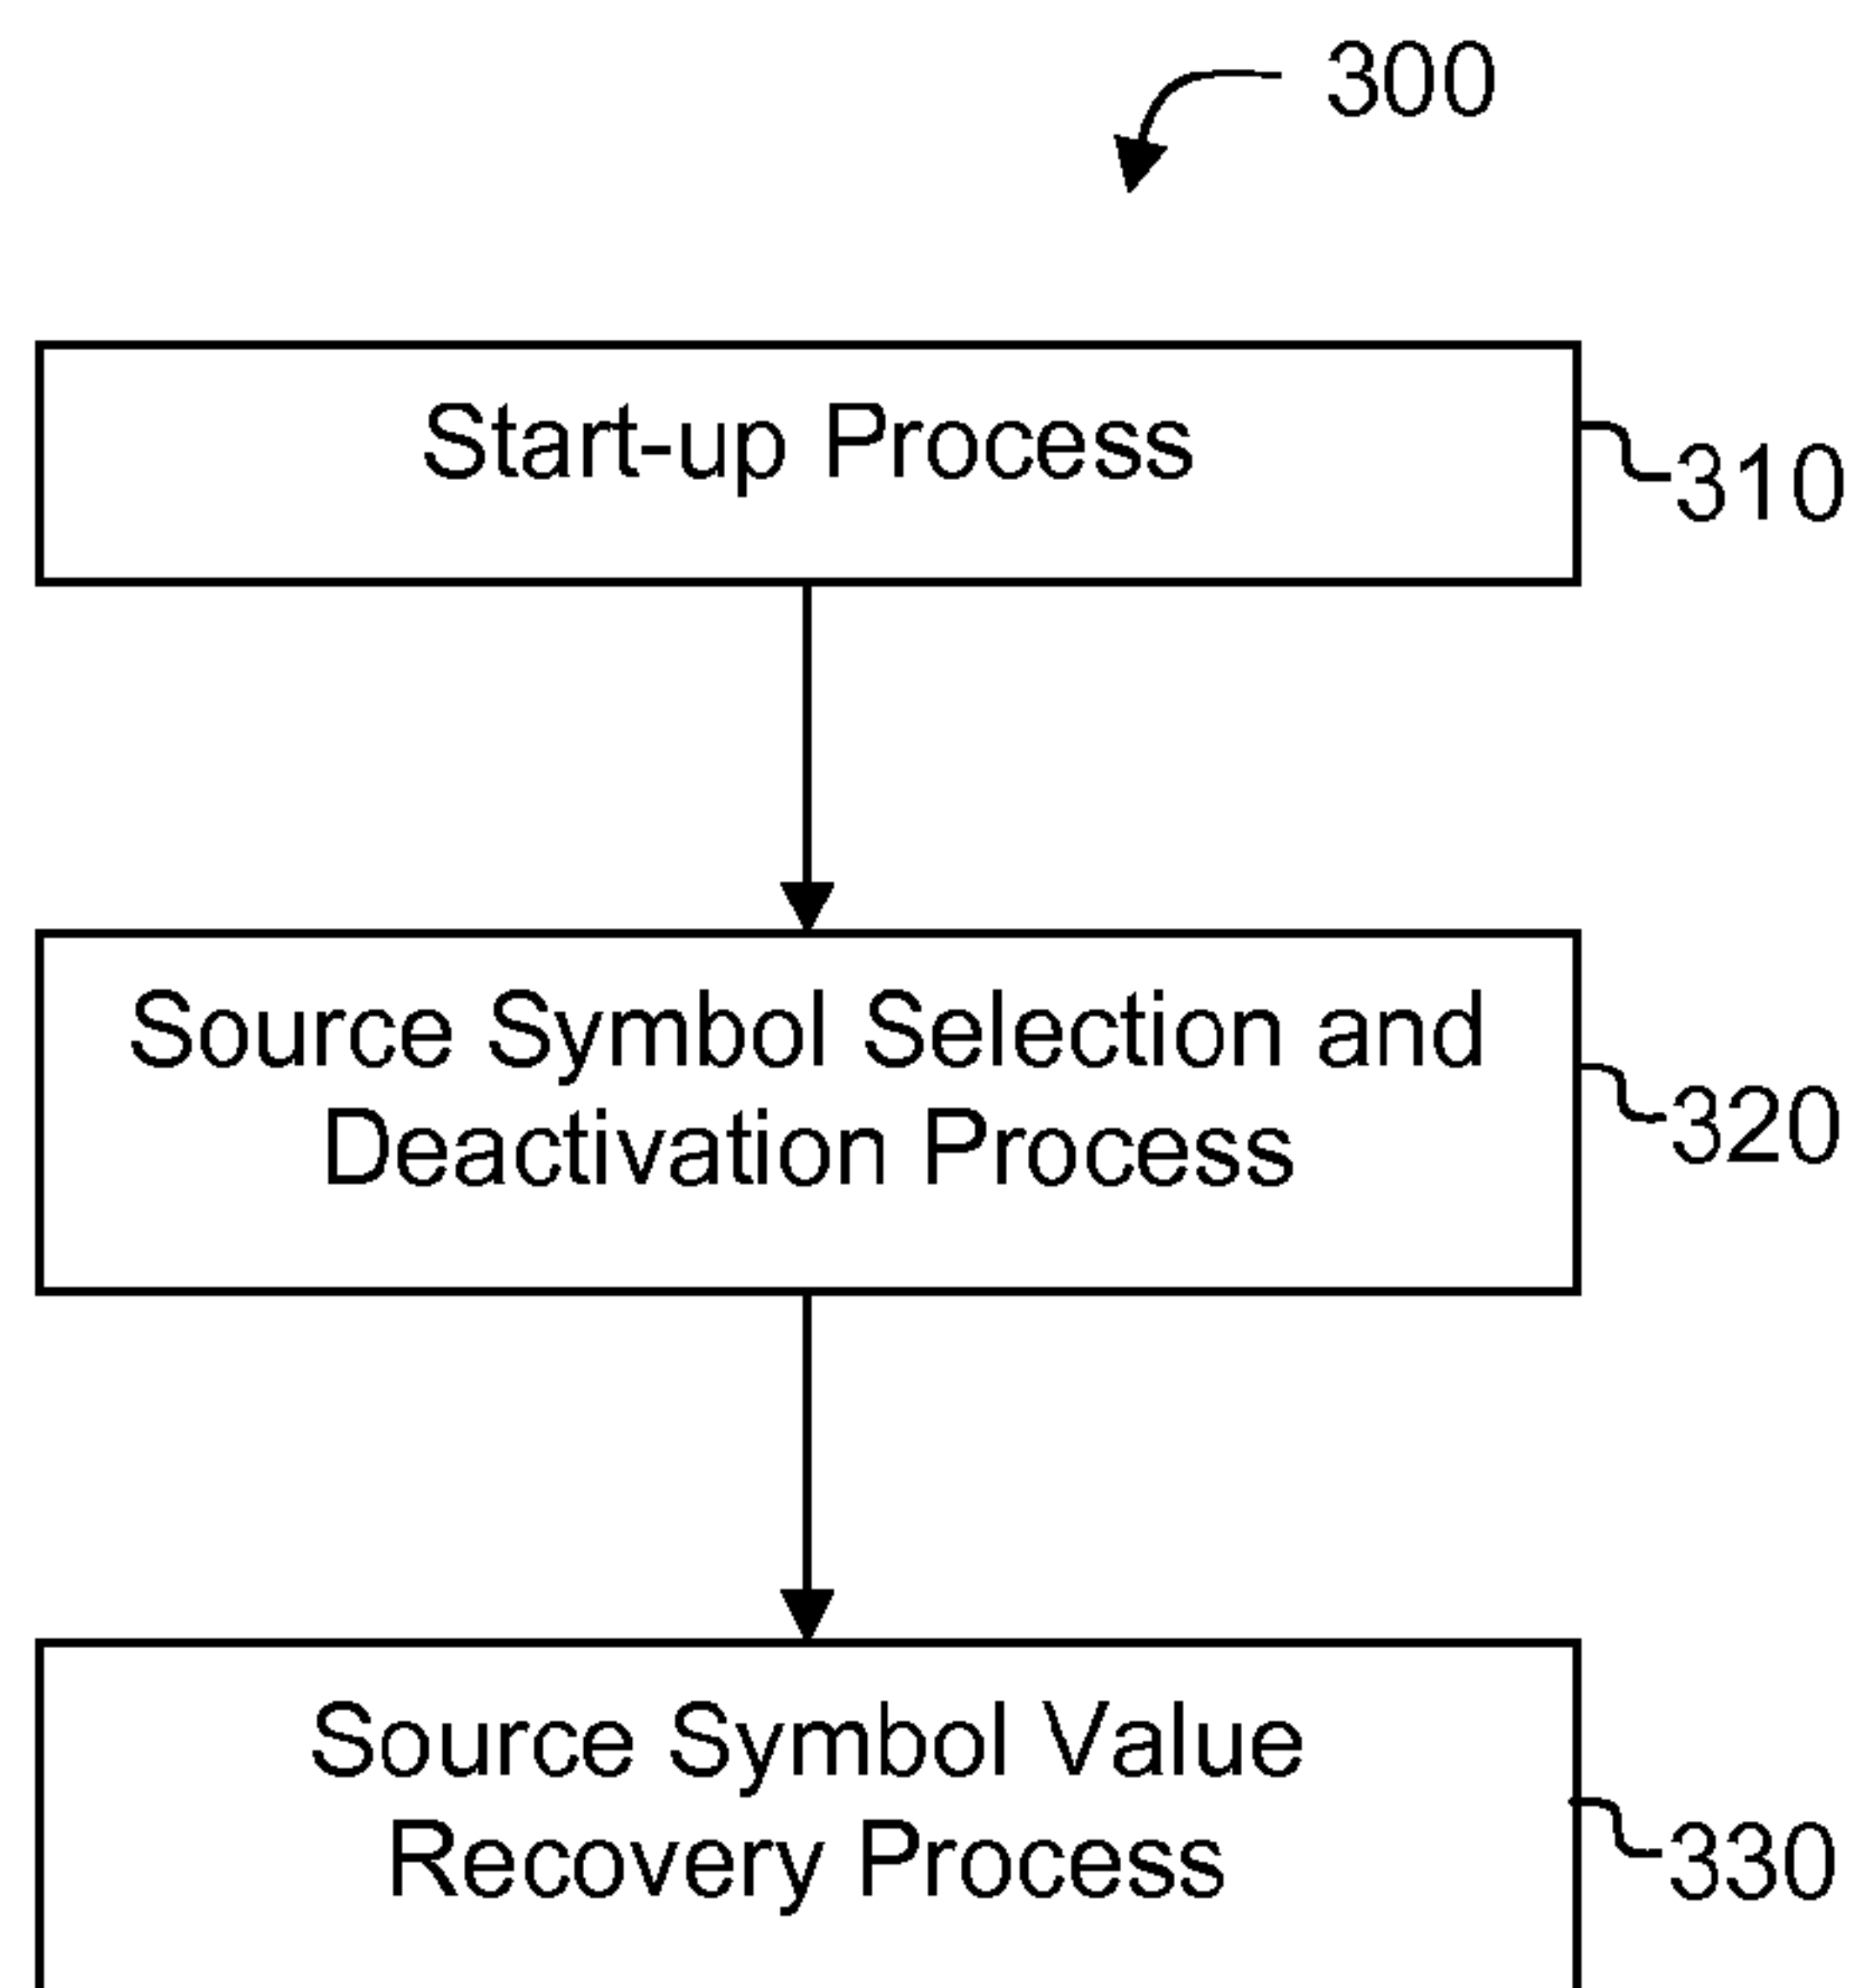 300
Start-up Process
310
Source Symbol Selection and
Deactivation Process
320
Source Symbol Value
Recovery Process
330